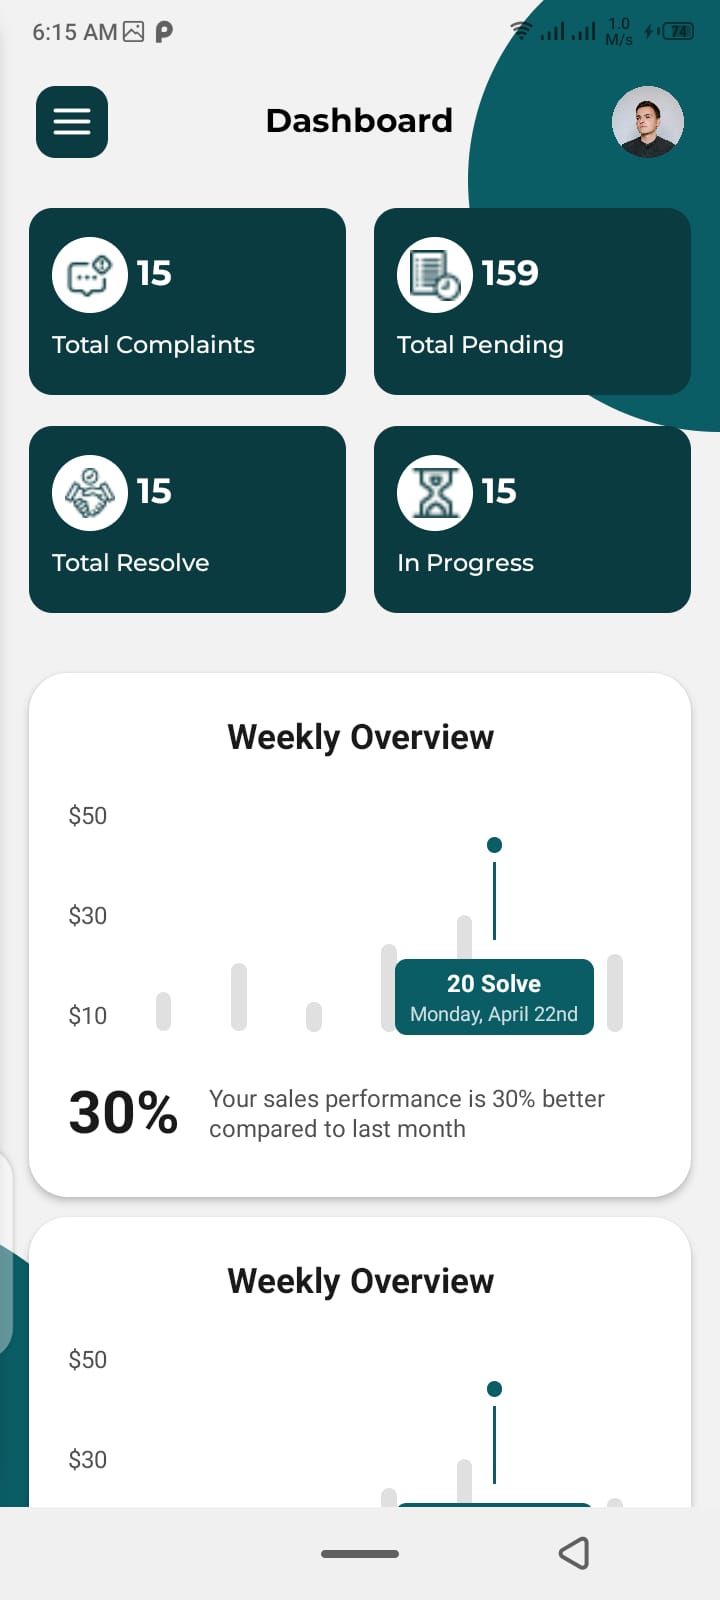 6:15 AM
1.0
M/s
74
Dashboard
15
Total Complaints
159
Total Pending
15
Total Resolve
15
In Progress
Weekly Overview
$50
$30
$10
20 Solve
Monday, April 22nd
30%
Your sales performance is 30% better
compared to last month
Weekly Overview
$50
$30